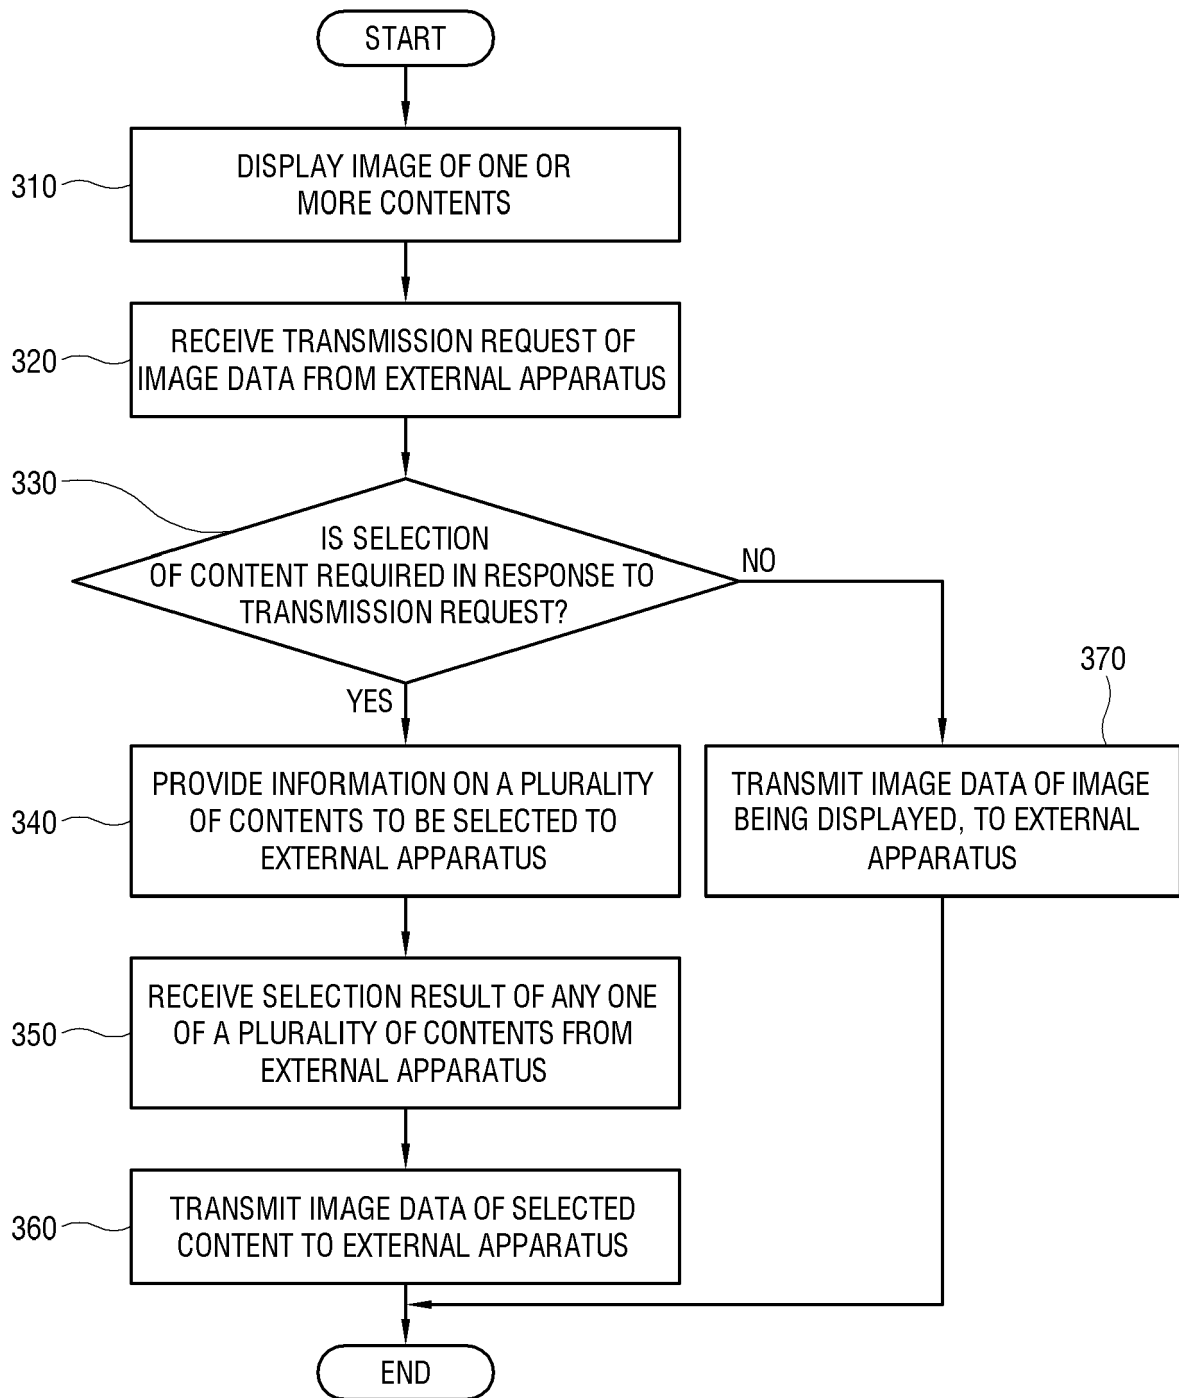 START
310
DISPLAY IMAGE OF ONE OR
MORE CONTENTS
320
RECEIVE TRANSMISSION REQUEST OF
IMAGE DATA FROM EXTERNAL APPARATUS
330
IS SELECTION
OF CONTENT REQUIRED IN RESPONSE TO
TRANSMISSION REQUEST?
NO
YES
340
PROVIDE INFORMATION ON A PLURALITY
OF CONTENTS TO BE SELECTED TO
EXTERNAL APPARATUS
370
TRANSMIT IMAGE DATA OF IMAGE
BEING DISPLAYED, TO EXTERNAL
APPARATUS
350
RECEIVE SELECTION RESULT OF ANY ONE
OF A PLURALITY OF CONTENTS FROM
EXTERNAL APPARATUS
360
TRANSMIT IMAGE DATA OF SELECTED
CONTENT TO EXTERNAL APPARATUS
END